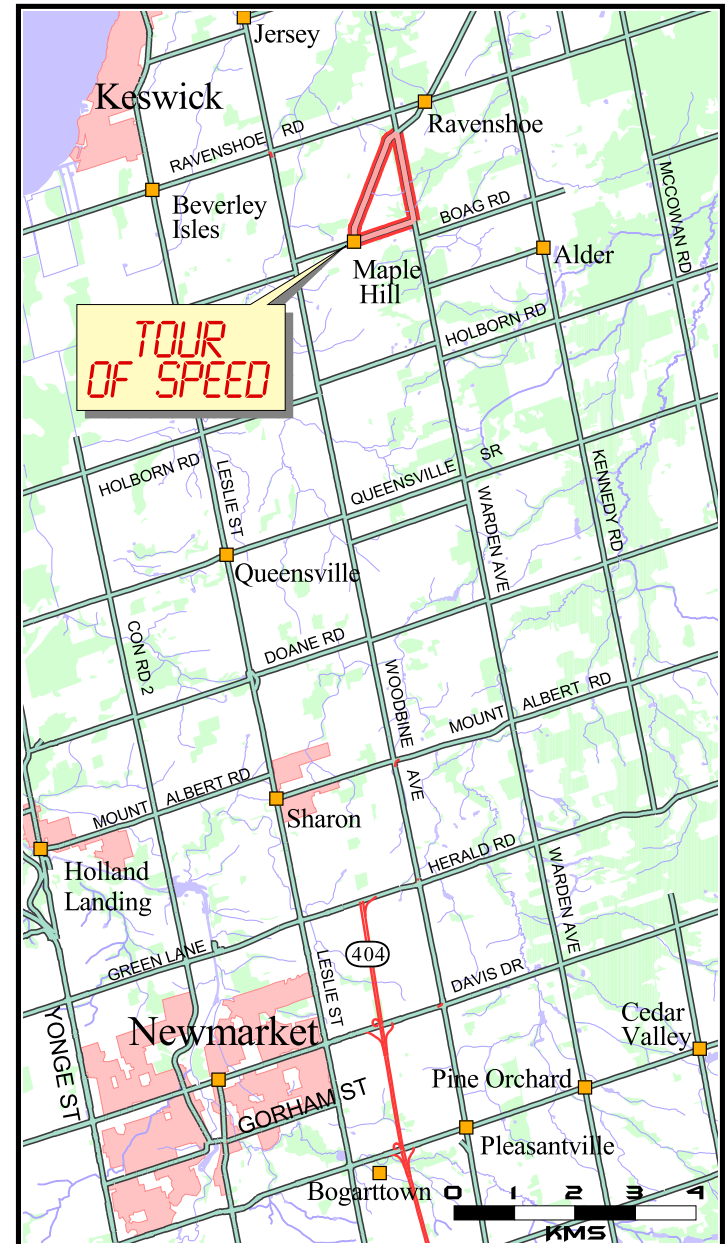 Jersey
Keswick
RAVENSHOE RD
Ravenshoe
Beverley
Isles
BOAG RD
MCCOWAN RD
Maple
Hill
Alder
TOUR
OF SPEED
HOLBORN RD
HOLBORN RD
LESLIE ST
QUEENSVILLE SR
KENNEDY RD
WARDEN AVE
Queensville
CON RD 2
DOANE RD
WOODBINE AVE
MOUNT ALBERT RD
MOUNT ALBERT RD
Sharon
Holland
Landing
HERALD RD
WARDEN AVE
GREEN LANE
LESLIE ST
404
DAVIS DR
YONGE ST
Newmarket
Cedar
Valley
GORHAM ST
Pine Orchard
Pleasantville
Bogarttown
0 1 2 3 4
KMS